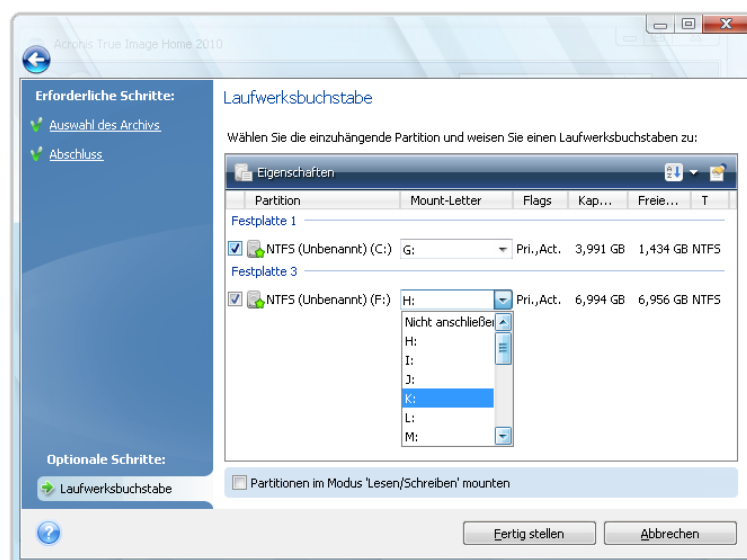 Acronis True Image Home 2010
Erforderliche Schritte:
Auswahl des Archivs
Abschluss
Laufwerksbuchstabe
Wählen Sie die einzuhängende Partition und weisen Sie einen Laufwerksbuchstaben zu:
Eigenschaften
Partition Mount-Letter Flags Kap... Freie... T
Festplatte 1
NTFS (Unbenannt) (C:) G: Pri.,Act. 3,991 GB 1,434 GB NTFS
Festplatte 3
NTFS (Unbenannt) (F:) H: Pri.,Act. 6,994 GB 6,956 GB NTFS
Nicht anschließen
H:
I:
J:
K:
L:
M:
Optionale Schritte:
Laufwerksbuchstabe
Partitionen im Modus 'Lesen/Schreiben' mounten
Fertig stellen
Abbrechen